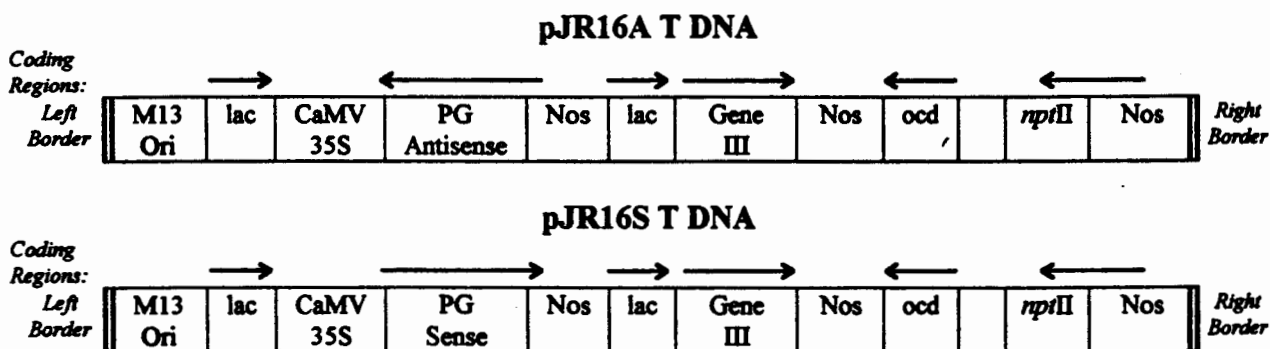 pJR16A T DNA
Coding
Regions:
Left
Border
M13
Ori
lac
CaMV
35S
PG
Antisense
Nos
lac
Gene
III
Nos
ocd
nptII
Nos
Right
Border
pJR16S T DNA
Coding
Regions:
Left
Border
M13
Ori
lac
CaMV
35S
PG
Sense
Nos
lac
Gene
III
Nos
ocd
nptII
Nos
Right
Border